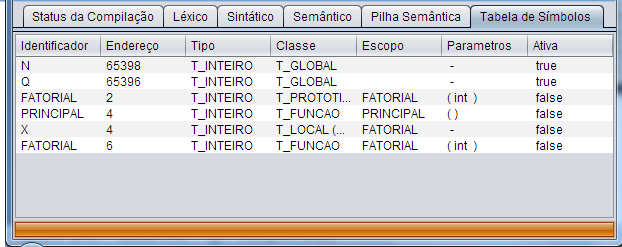 Status da Compilação Léxico Sintático Semântico Pilha Semântica Tabela de Símbolos
Identificador Endereço Tipo Classe Escopo Parametros Ativa
N 65398 T_INTEIRO T_GLOBAL - true
Q 65396 T_INTEIRO T_GLOBAL - true
FATORIAL 2 T_INTEIRO T_PROTOTI... FATORIAL ( int ) false
PRINCIPAL 4 T_INTEIRO T_FUNCAO PRINCIPAL ( ) false
X 4 T_INTEIRO T_LOCAL (... FATORIAL - false
FATORIAL 6 T_INTEIRO T_FUNCAO FATORIAL ( int ) false